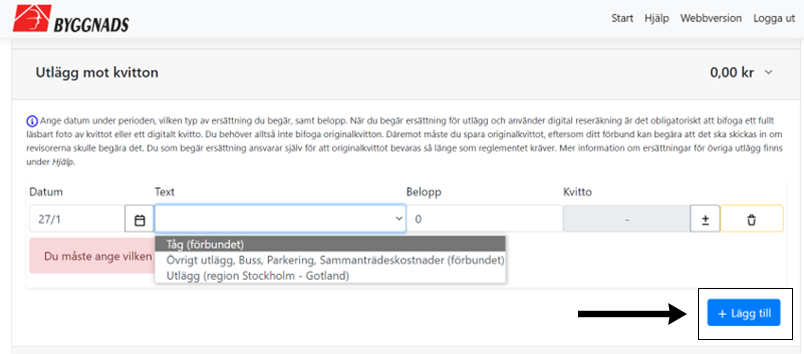 BYGGNADS
Start Hjälp Webbversion Logga ut
Utlägg mot kvitton 0,00 kr
Ange datum under perioden, vilken typ av ersättning du begär, samt belopp. När du begär ersättning för utlägg och använder digital reseräkning är det obligatoriskt att bifoga ett fullt
läsbart foto av kvittot eller ett digitalt kvitto. Du behöver alltså inte bifoga originalkvitton. Däremot måste du spara originalkvittot, eftersom ditt förbund kan begära att det ska skickas in om
revisorerna skulle begära det. Du som begär ersättning ansvarar själv för att originalkvittot bevaras så länge som reglementet kräver. Mer information om ersättningar för övriga utlägg finns
under Hjälp.
Datum Text Belopp Kvitto
27/1 0 - ±
Du måste ange vilken
Tåg (förbundet)
Övrigt utlägg, Buss, Parkering, Sammanträdeskostnader (förbundet)
Utlägg (region Stockholm - Gotland)
+ Lägg till